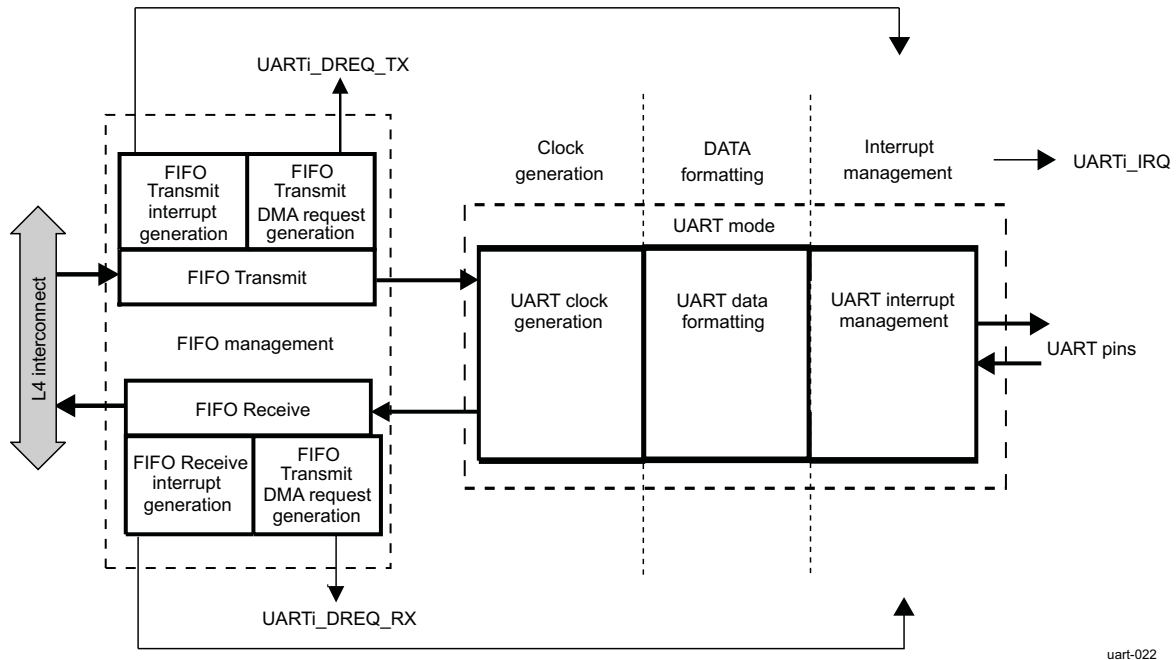 UARTi_DREQ_TX
FIFO
Transmit
interrupt
generation
FIFO
Transmit
DMA request
generation
FIFO Transmit
FIFO management
FIFO Receive
FIFO Receive
interrupt
generation
FIFO
Transmit
DMA request
generation
UARTi_DREQ_RX
L4 interconnect
Clock
generation
DATA
formatting
Interrupt
management
UARTi_IRQ
UART mode
UART clock
generation
UART data
formatting
UART interrupt
management
UART pins
uart-022